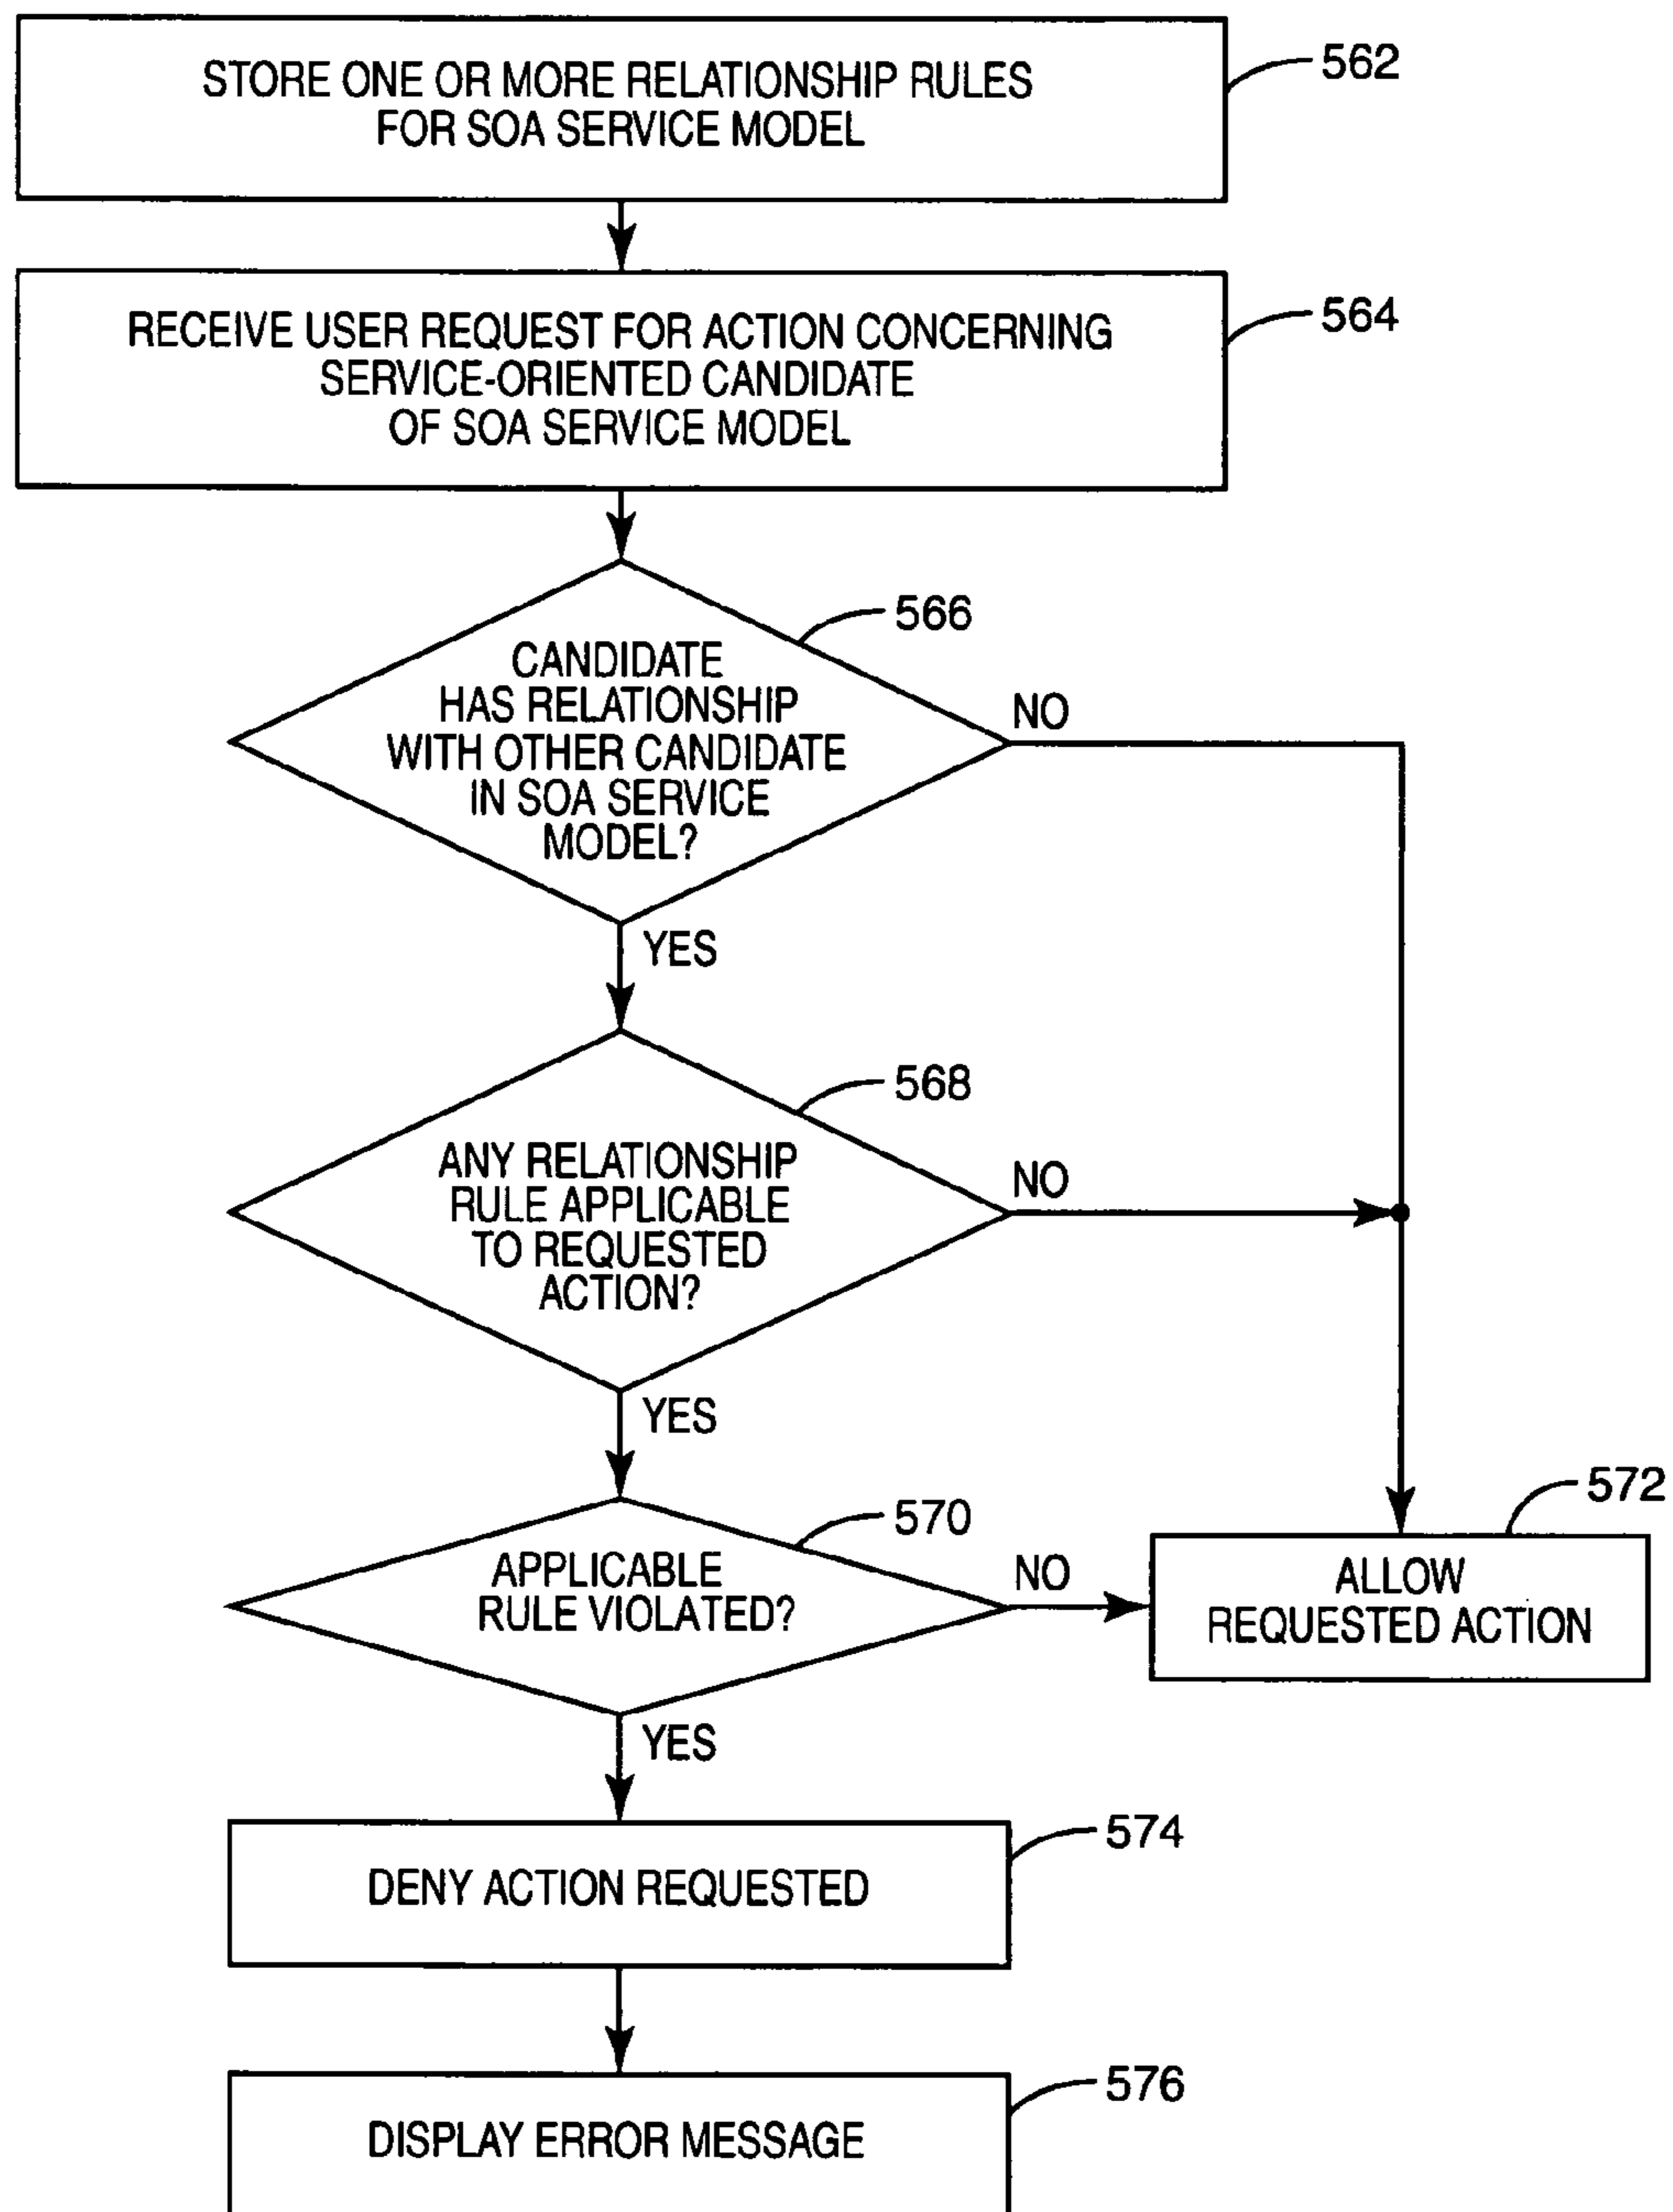 STORE ONE OR MORE RELATIONSHIP RULES
FOR SOA SERVICE MODEL
562
RECEIVE USER REQUEST FOR ACTION CONCERNING
SERVICE-ORIENTED CANDIDATE
OF SOA SERVICE MODEL
564
566
CANDIDATE
HAS RELATIONSHIP
WITH OTHER CANDIDATE
IN SOA SERVICE
MODEL?
NO
YES
568
ANY RELATIONSHIP
RULE APPLICABLE
TO REQUESTED
ACTION?
NO
YES
570
APPLICABLE
RULE VIOLATED?
NO
572
ALLOW
REQUESTED ACTION
YES
574
DENY ACTION REQUESTED
576
DISPLAY ERROR MESSAGE